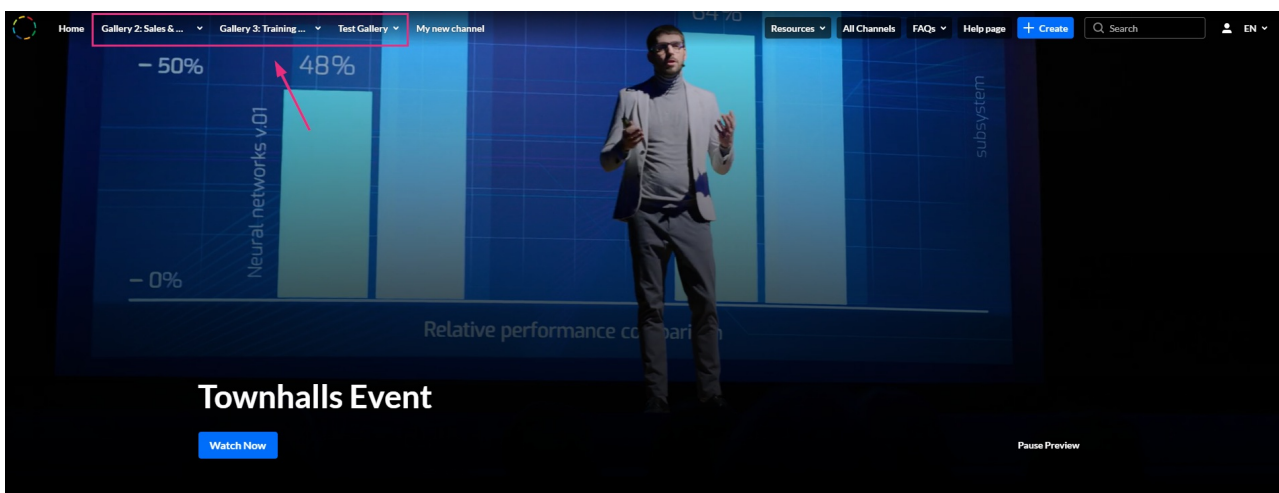 Home Gallery 2: Sales & ... Gallery 3: Training ... Test Gallery My new channel Resources All Channels FAQs Help page + Create Search EN
– 50%
48%
64%
Neural networks v.01
subsystem
– 0%
Relative performance
Townhalls Event
Watch Now
Pause Preview